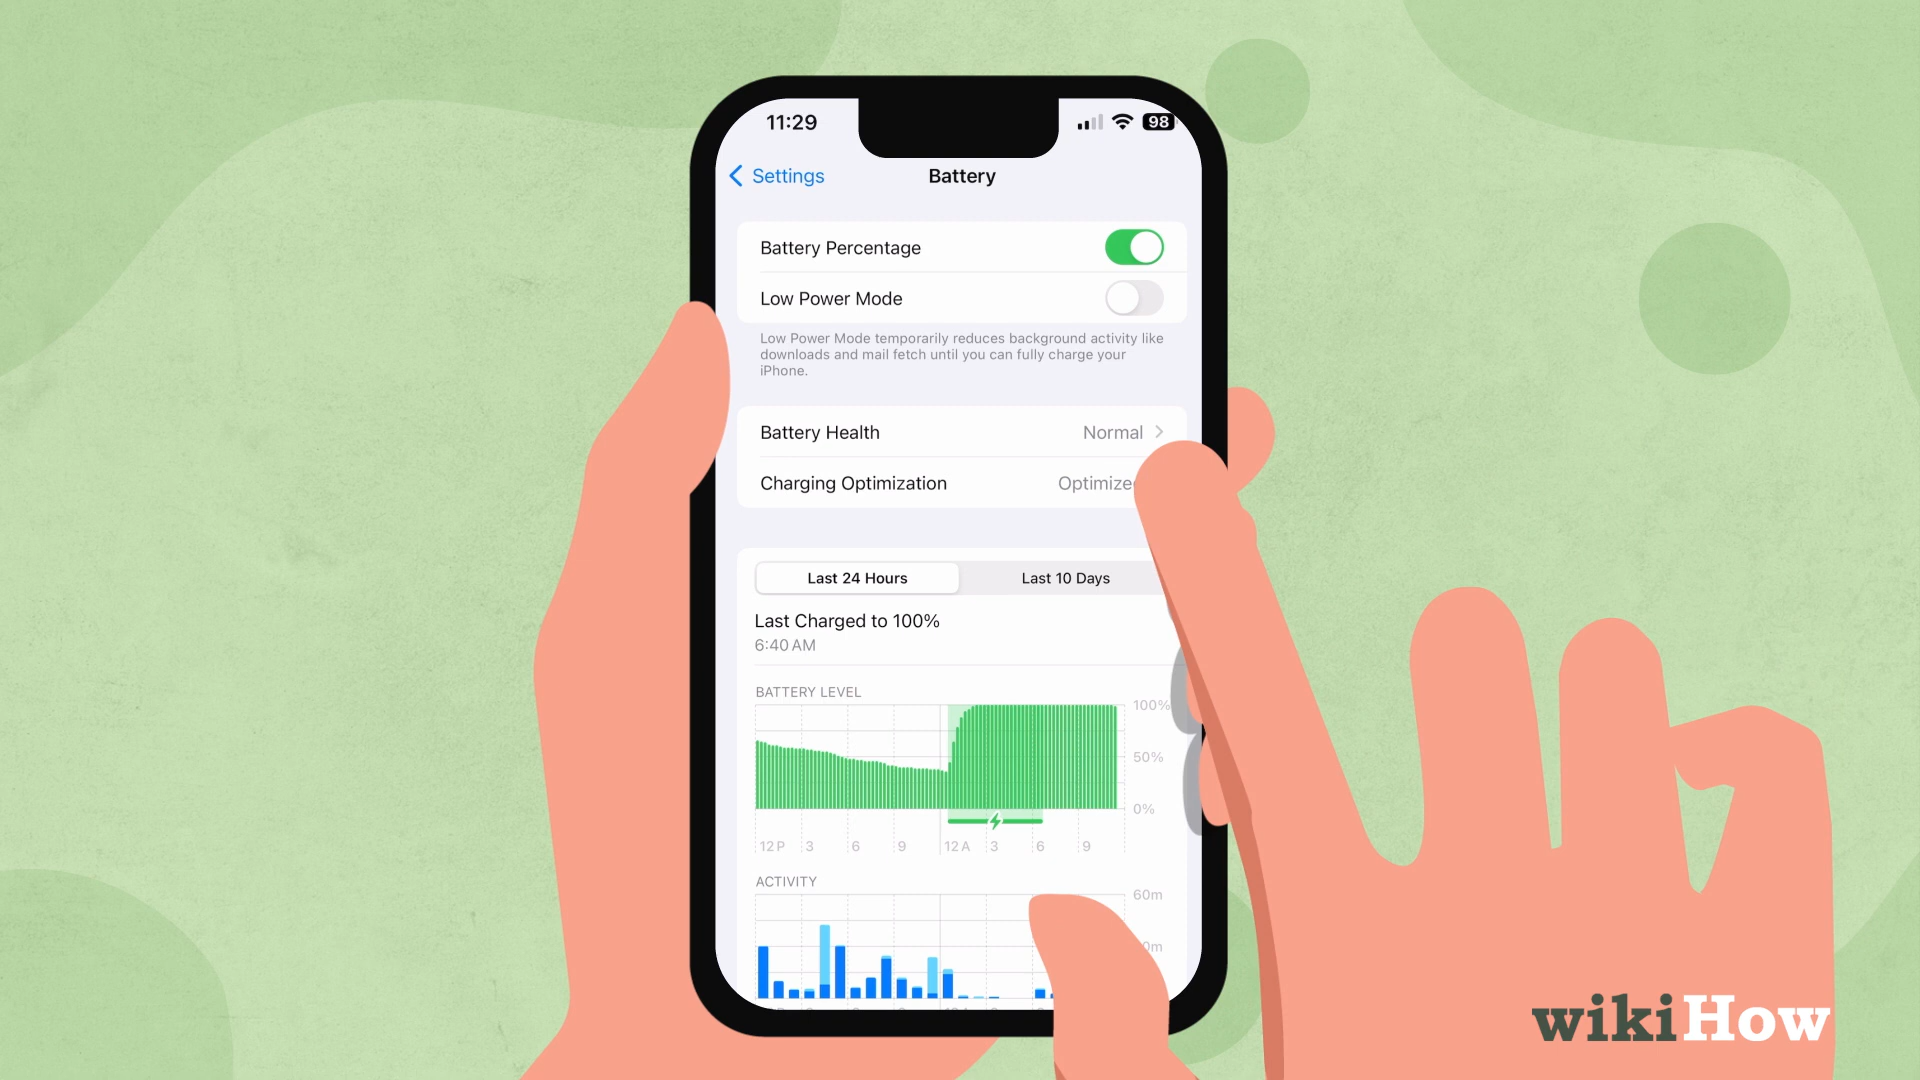 11:29
98
Settings
Battery
Battery Percentage
Low Power Mode
Low Power Mode temporarily reduces background activity like
downloads and mail fetch until you can fully charge your
iPhone.
Battery Health Normal
Charging Optimization Optimize
Last 24 Hours Last 10 Days
Last Charged to 100%
6:40 AM
BATTERY LEVEL
100%
50%
0%
12 P 3 6 9 12 A 3 6 9
ACTIVITY
60m
0m
wikiHow